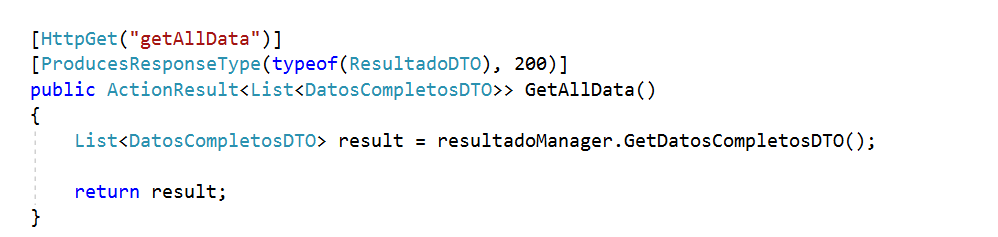 [HttpGet("getAllData")]
[ProducesResponseType(typeof(ResultadoDTO), 200)]
public ActionResult<List<DatosCompletosDTO>> GetAllData()
{
    List<DatosCompletosDTO> result = resultadoManager.GetDatosCompletosDTO();
    return result;
}